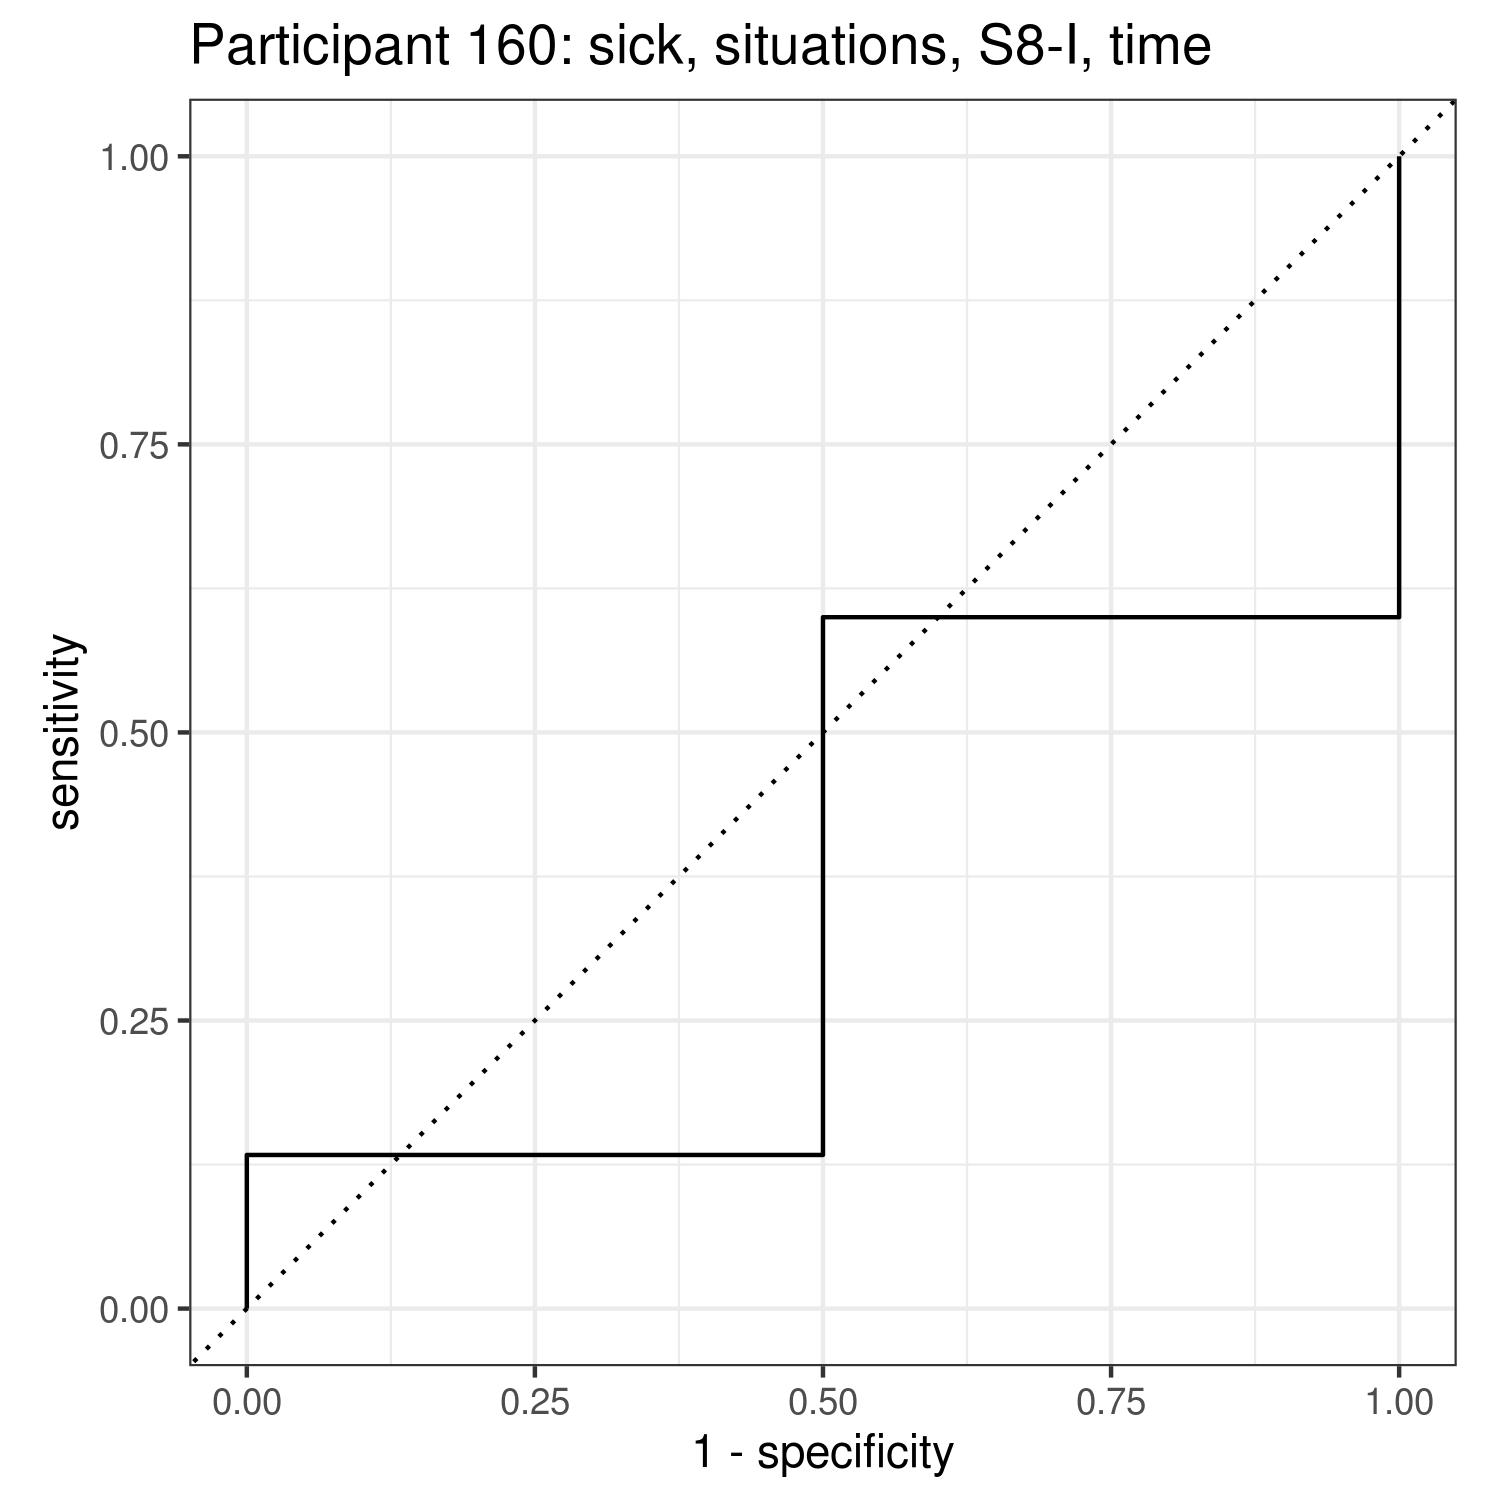 Participant 160: sick, situations, S8-I, time
1.00
0.75
0.50
0.25
0.00
sensitivity
0.00 0.25 0.50 0.75 1.00
1 - specificity